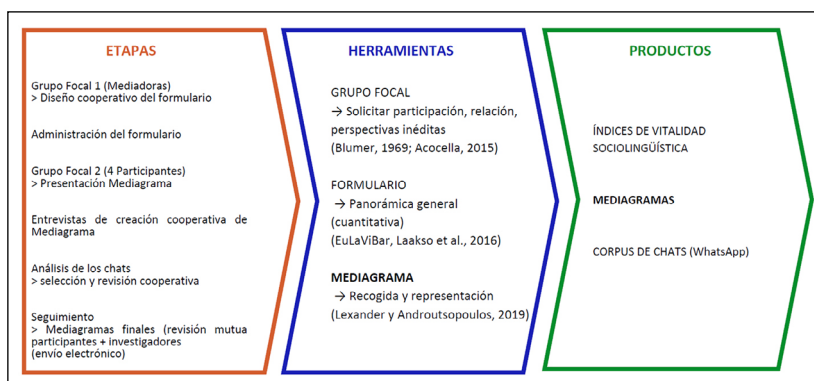 ETAPAS
Grupo Focal 1 (Mediadoras)
> Diseño cooperativo del formulario
Administración del formulario
Grupo Focal 2 (4 Participantes)
> Presentación Mediagrama
Entrevistas de creación cooperativa de
Mediagrama
Análisis de los chats
> selección y revisión cooperativa
Seguimiento
> Mediagramas finales (revisión mutua
participantes + investigadores
(envío electrónico)
HERRAMIENTAS
GRUPO FOCAL
→ Solicitar participación, relación,
perspectivas inéditas
(Blumer, 1969; Acocella, 2015)
FORMULARIO
→ Panorámica general
(cuantitativa)
(EuLaViBar, Laakso et al., 2016)
MEDIAGRAMA
→ Recogida y representación
(Lexander y Androutsopoulos, 2019)
PRODUCTOS
ÍNDICES DE VITALIDAD
SOCIOLINGÜÍSTICA
MEDIAGRAMAS
CORPUS DE CHATS (WhatsApp)